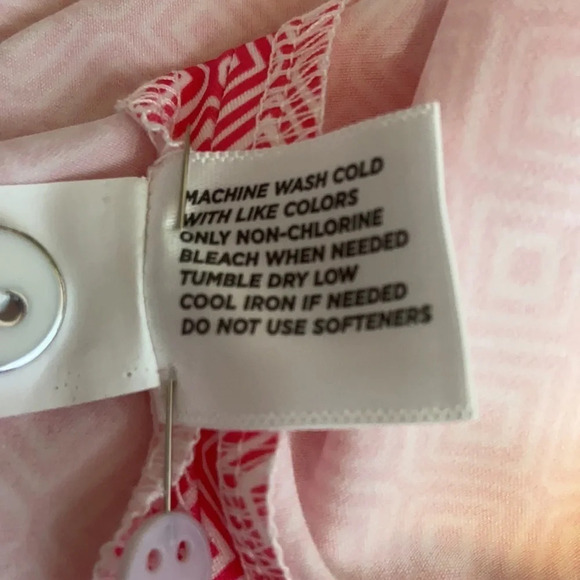 MACHINE WASH COLD
WITH LIKE COLORS
ONLY NON-CHLORINE
BLEACH WHEN NEEDED
TUMBLE DRY LOW
COOL IRON IF NEEDED
DO NOT USE SOFTENERS